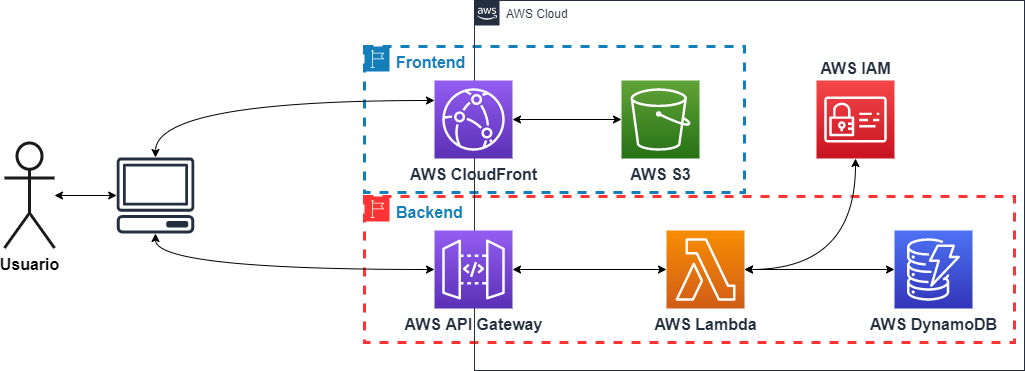 aws
AWS Cloud
Frontend
AWS IAM
AWS CloudFront
AWS S3
Backend
Usuario
</>
AWS API Gateway
AWS Lambda
AWS DynamoDB